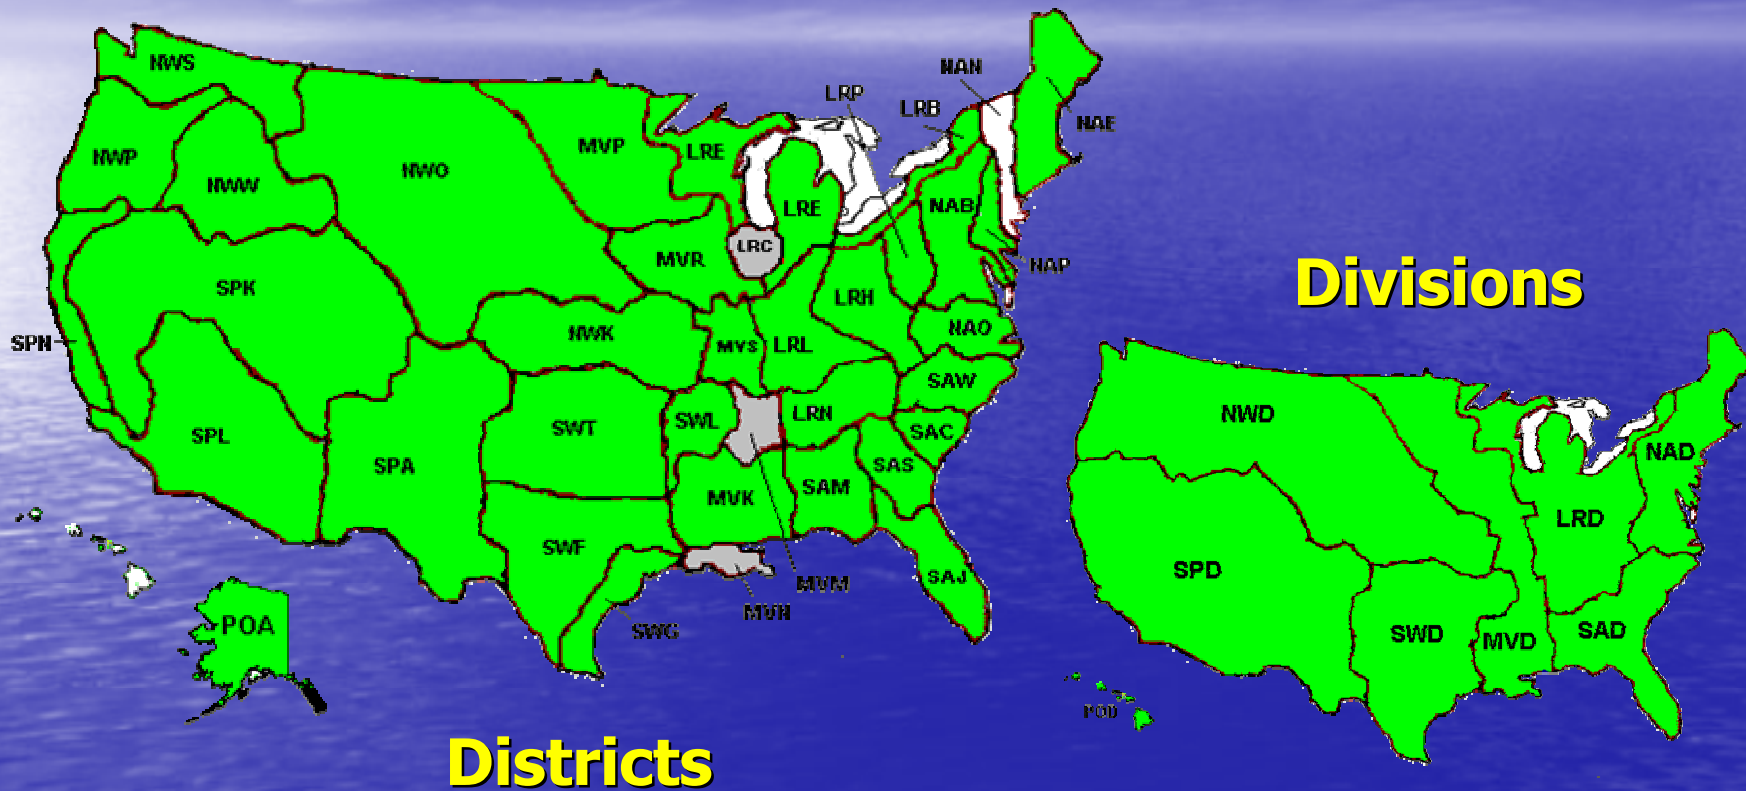 NWS
NAN
LRP
LRB
NAE
NWP
MVP
LRE
NWO
NWW
LRE
NAB
LRC
MVR
NAP
SPK
LRH
SPN
NWK
MVS
LRL
NAO
SAW
SWL
LRN
SPL
SWT
SAC
SPA
SAS
MVK
SAM
SWF
SAJ
MVM
MVN
SWG
POA
Districts
Divisions
NWD
NAD
LRD
SPD
SWD
MVD
SAD
POD